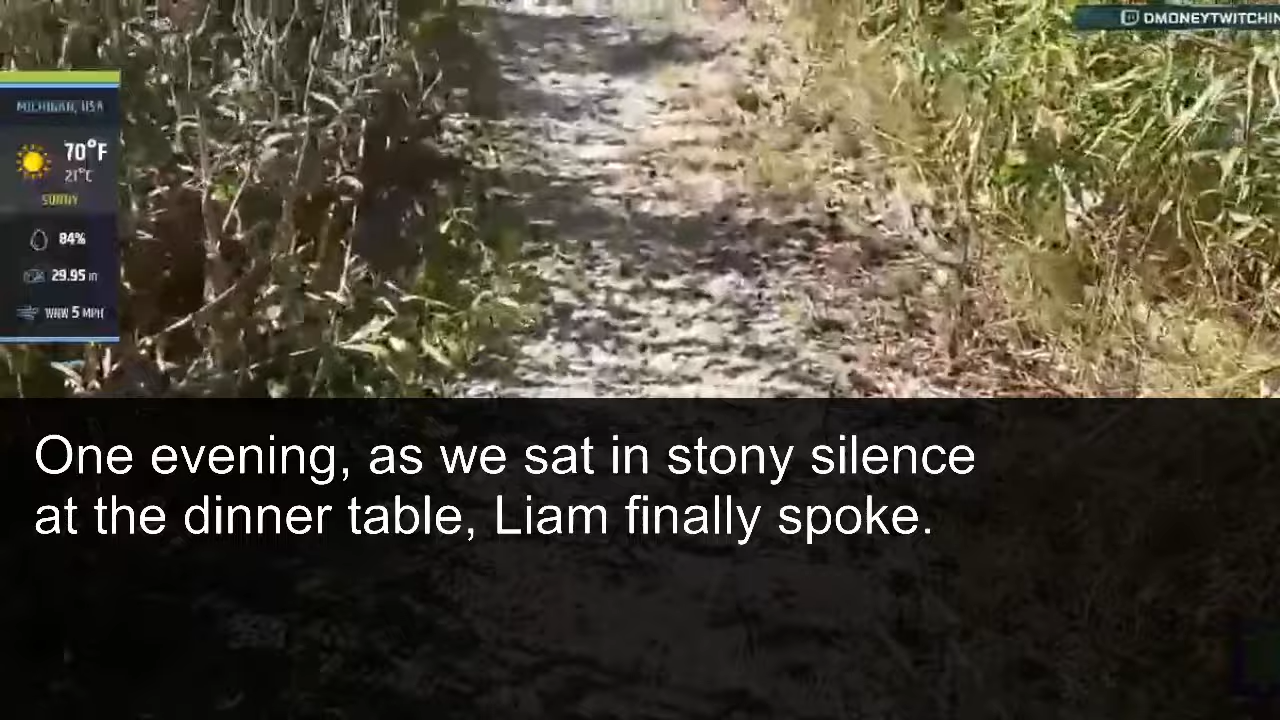 DMONEYTWITCHIN
MICHIGAN, USA
70°F
21°C
SUNNY
84%
29.95 in
WNW 5 MPH
One evening, as we sat in stony silence
at the dinner table, Liam finally spoke.